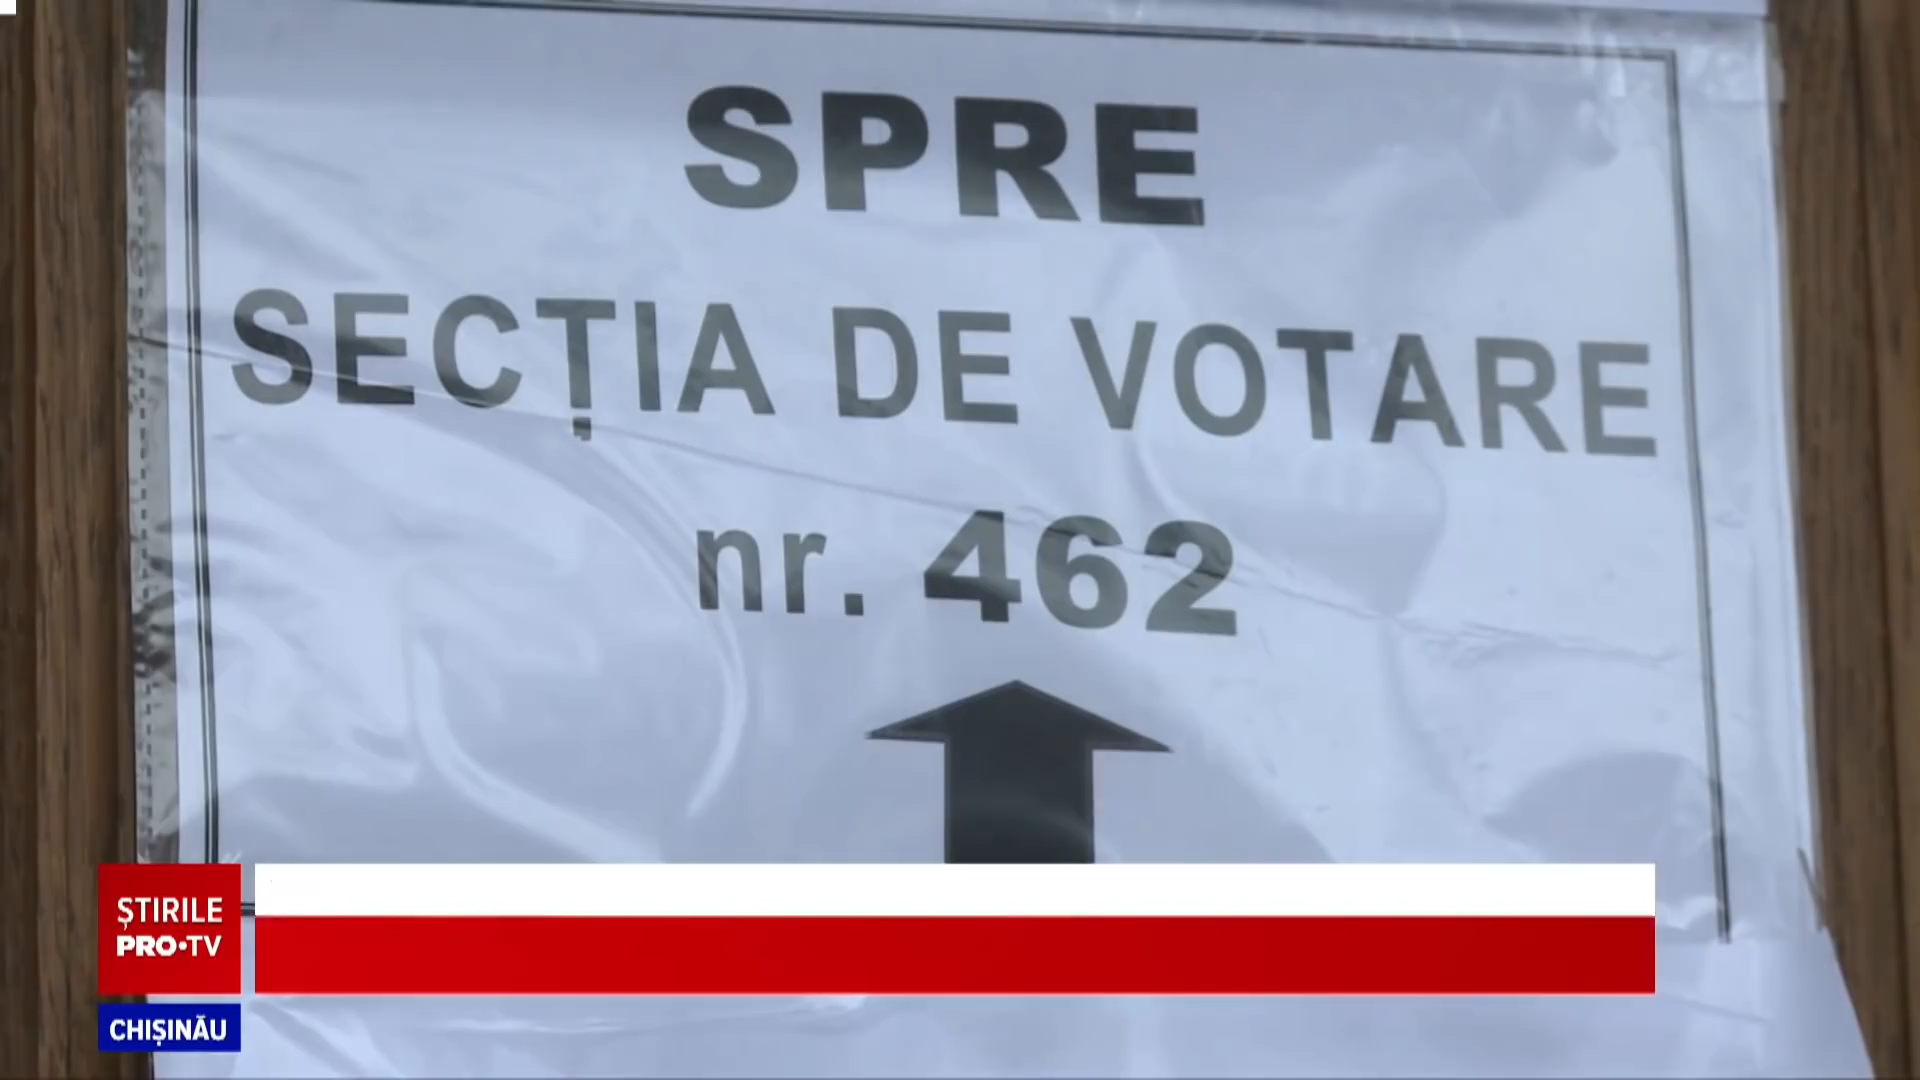 SPRE
SECȚIA DE VOTARE
nr. 462
ȘTIRILE
PRO•TV
CHIȘINĂU